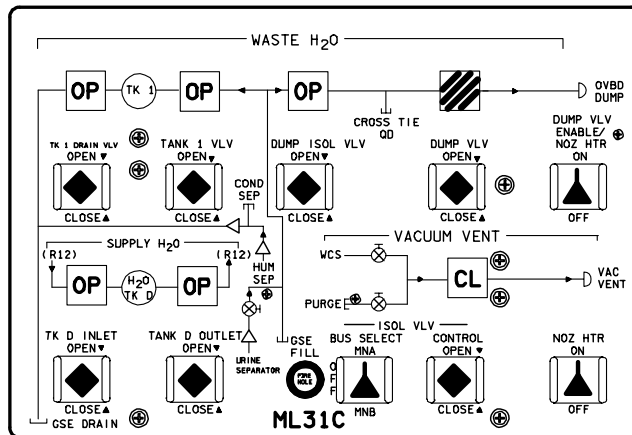 WASTE H2O
OP
TK 1
OP
OP
OVBD
DUMP
CROSS TIE
QD
DUMP VLV
ENABLE/
NOZ HTR
ON
OFF
TK 1 DRAIN VLV
OPEN
CLOSE
TANK 1 VLV
OPEN
CLOSE
DUMP ISOL VLV
OPEN
CLOSE
DUMP VLV
OPEN
CLOSE
COND
SEP
SUPPLY H2O
(R12)
(R12)
OP
H2O
TK D
OP
HUM
SEP
VACUUM VENT
WCS
PURGE
CL
VAC
VENT
TK D INLET
OPEN
CLOSE
TANK D OUTLET
OPEN
CLOSE
URINE
SEPARATOR
GSE
FILL
FIRE
HOLE
ISOL VLV
BUS SELECT
MNA
OFF
MNB
CONTROL
OPEN
CLOSE
NOZ HTR
ON
OFF
GSE DRAIN
ML31C